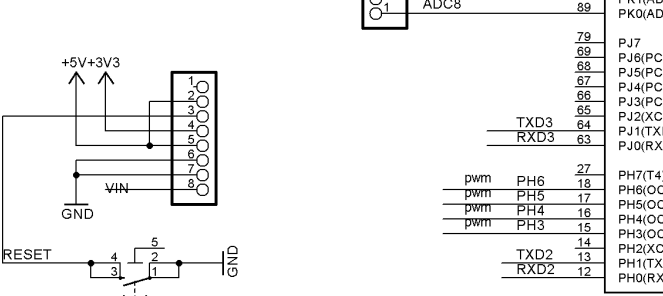 1 ADC8 89 PK0(AD
79 PJ7
69 PJ6(PC
68 PJ5(PC
67 PJ4(PC
66 PJ3(PC
65 PJ2(XC
TXD3 64 PJ1(TX
RXD3 63 PJ0(RX
27 PH7(T4)
pwm PH6 18 PH6(OC
pwm PH5 17 PH5(OC
pwm PH4 16 PH4(OC
pwm PH3 15 PH3(OC
14 PH2(XC
TXD2 13 PH1(TX
RXD2 12 PH0(RX
+5V +3V3
1
2
3
4
5
6
7
VIN 8
GND
RESET
5
4 2
3 1
GND